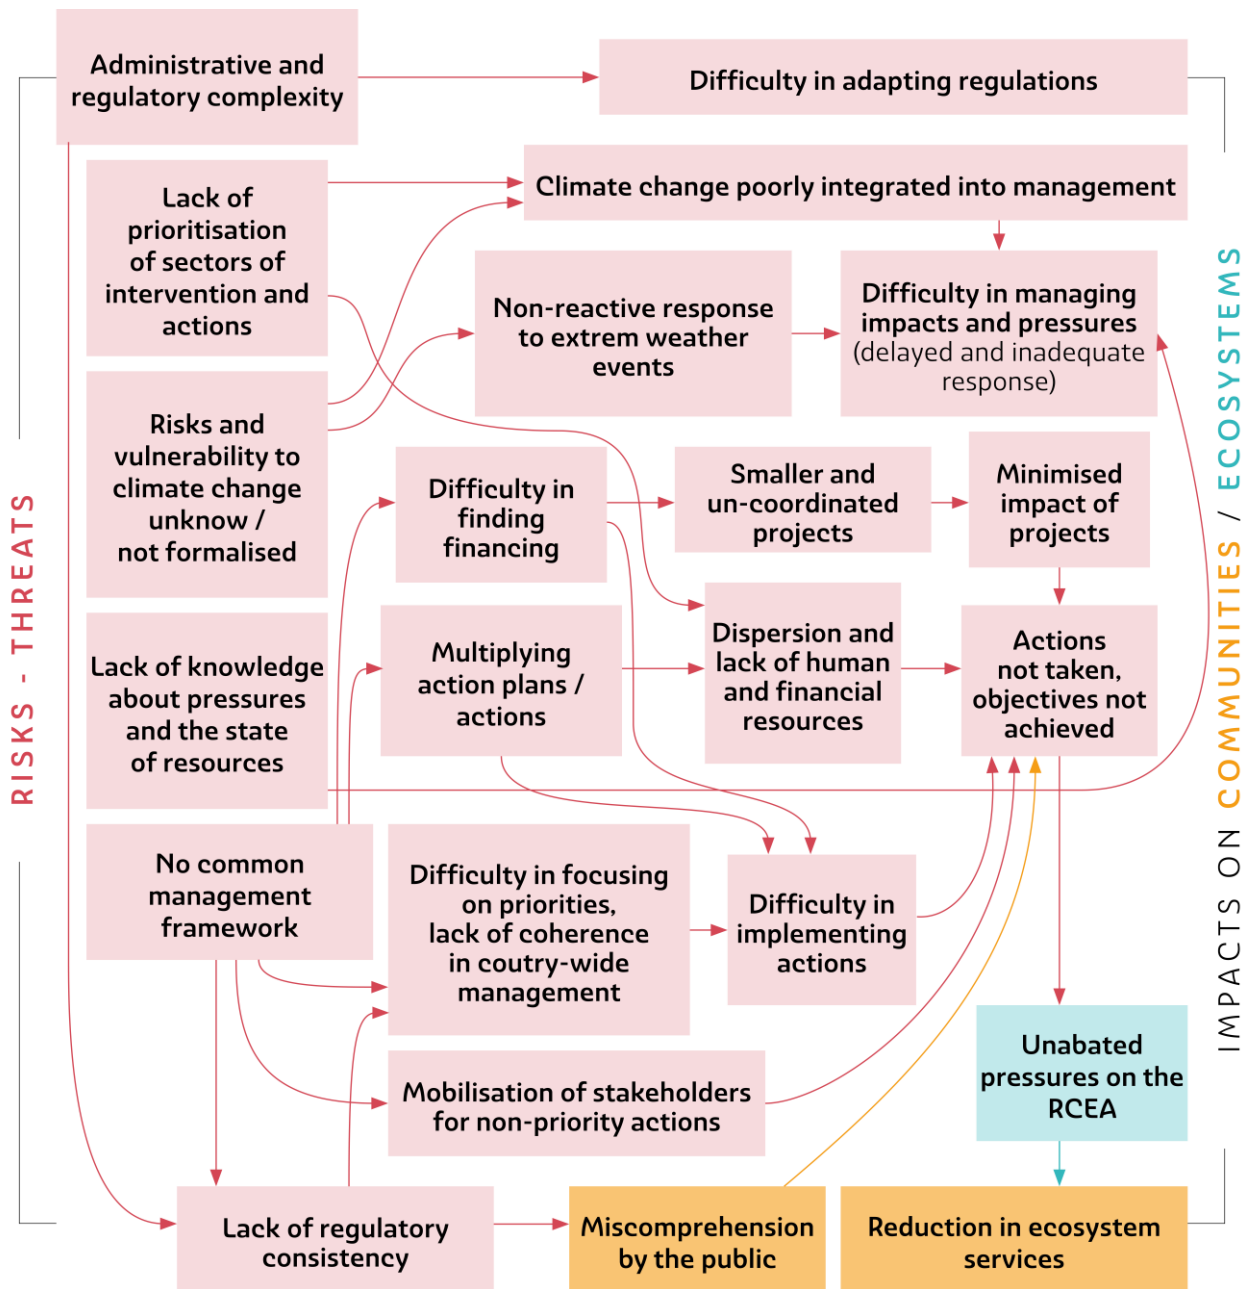 Administrative and
regulatory complexity
Difficulty in adapting regulations
Lack of
prioritisation
of sectors of
intervention and
actions
Climate change poorly integrated into management
Non-reactive response
to extrem weather
events
Difficulty in managing
impacts and pressures
(delayed and inadequate
response)
Risks and
vulnerability to
climate change
unknow /
not formalised
Difficulty in
finding
financing
Smaller and
un-coordinated
projects
Minimised
impact of
projects
Lack of knowledge
about pressures
and the state
of resources
Multiplying
action plans /
actions
Dispersion and
lack of human
and financial
resources
Actions
not taken,
objectives not
achieved
No common
management
framework
Difficulty in focusing
on priorities,
lack of coherence
in coutry-wide
management
Difficulty in
implementing
actions
Mobilisation of stakeholders
for non-priority actions
Unabated
pressures on the
RCEA
Lack of regulatory
consistency
Miscomprehension
by the public
Reduction in ecosystem
services
RISKS - THREATS
IMPACTS ON COMMUNITIES / ECOSYSTEMS